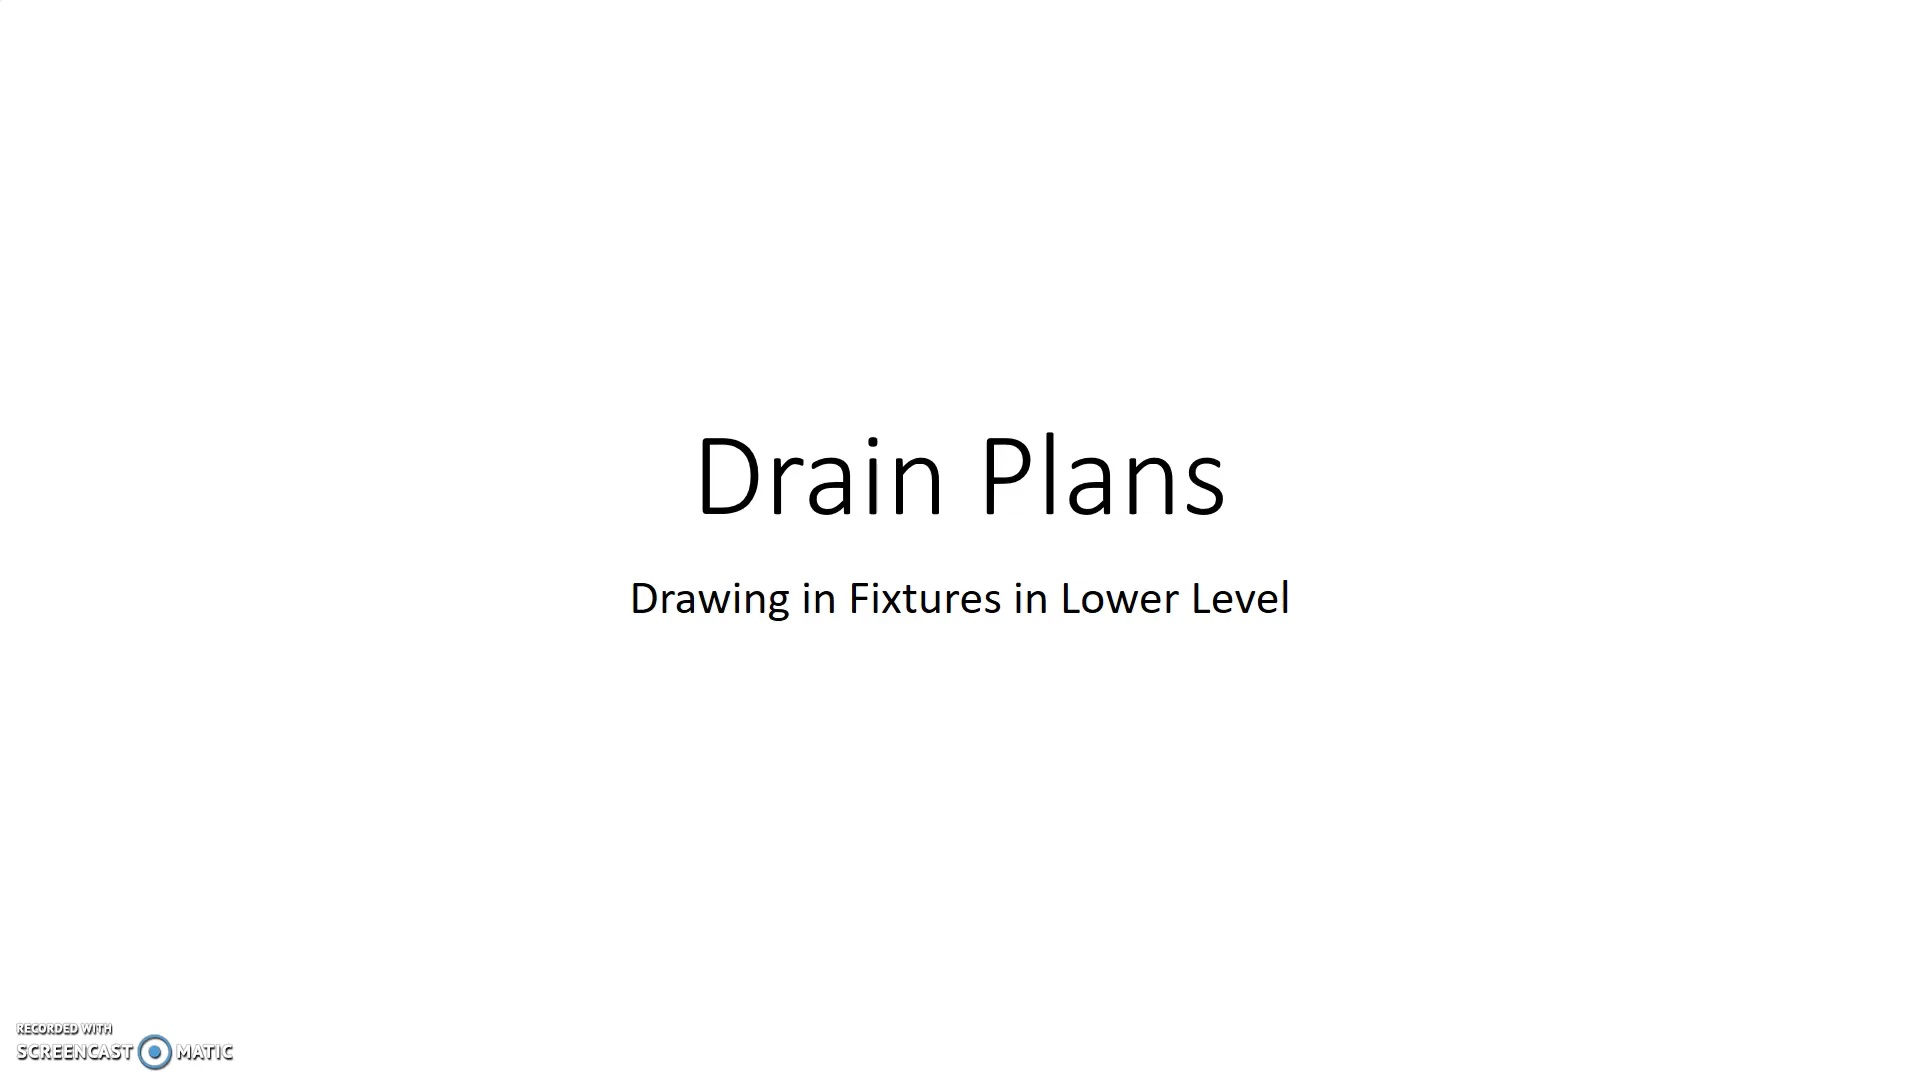 Drain Plans
Drawing in Fixtures in Lower Level
RECORDED WITH
SCREENCAST MATIC